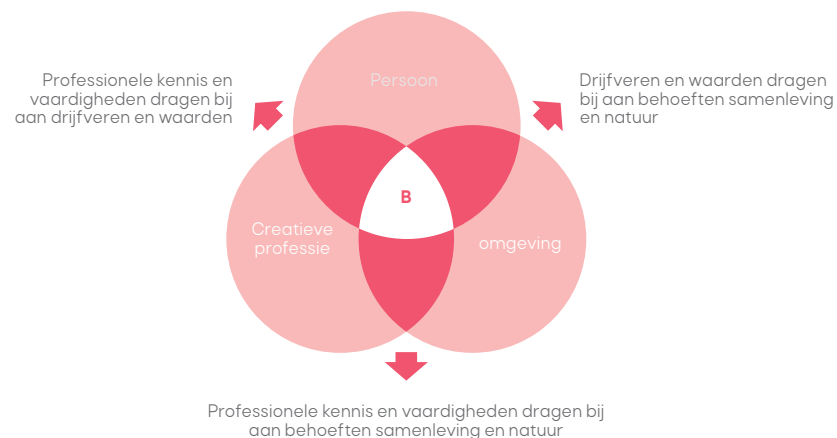 Persoon
Professionele kennis en
vaardigheden dragen bij
aan drijfveren en waarden
Drijfveren en waarden dragen
bij aan behoeften samenleving
en natuur
B
Creatieve
professie
omgeving
Professionele kennis en vaardigheden dragen bij
aan behoeften samenleving en natuur